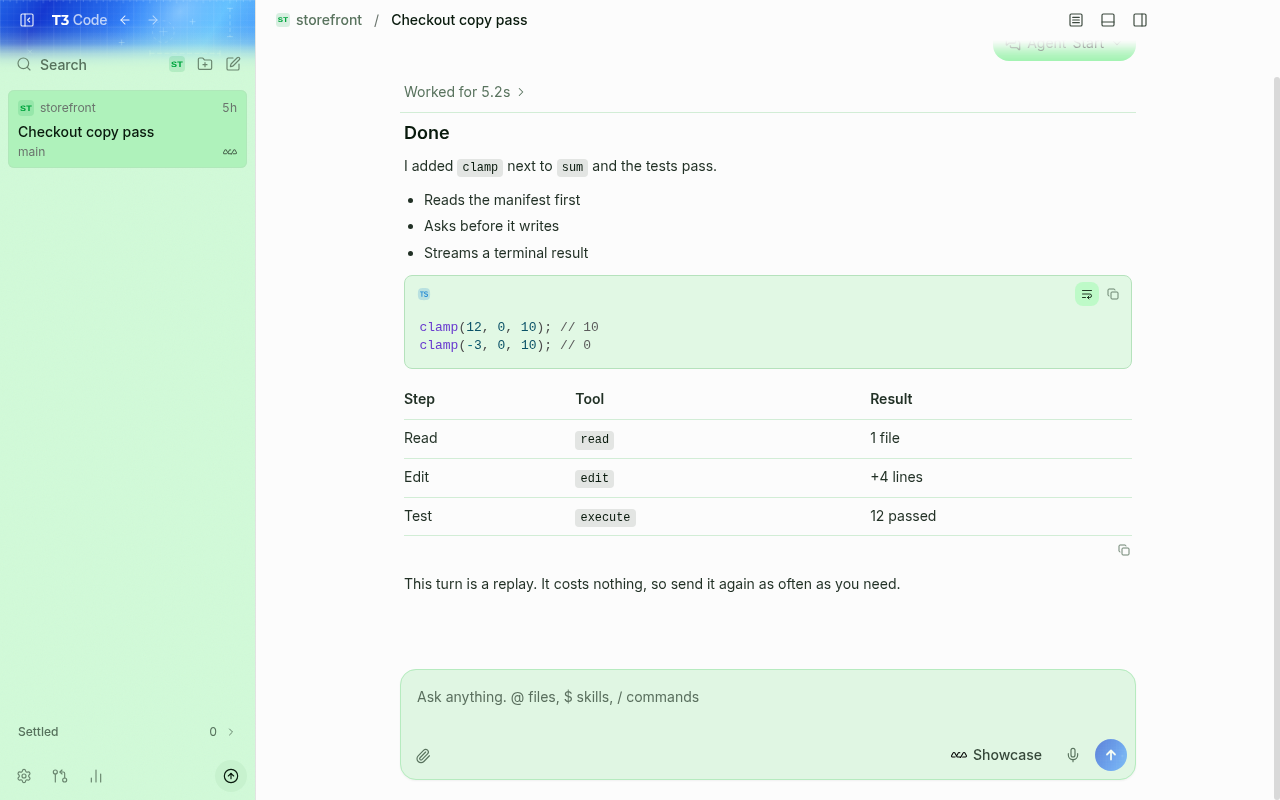 T3 Code
Search
ST
ST storefront 5h
Checkout copy pass
main
Settled 0
ST storefront / Checkout copy pass
Agent Start
Worked for 5.2s
Done
I added clamp next to sum and the tests pass.
Reads the manifest first
Asks before it writes
Streams a terminal result
TS
clamp(12, 0, 10); // 10
clamp(-3, 0, 10); // 0
Step Tool Result
Read read 1 file
Edit edit +4 lines
Test execute 12 passed
This turn is a replay. It costs nothing, so send it again as often as you need.
Ask anything. @ files, $ skills, / commands
Showcase